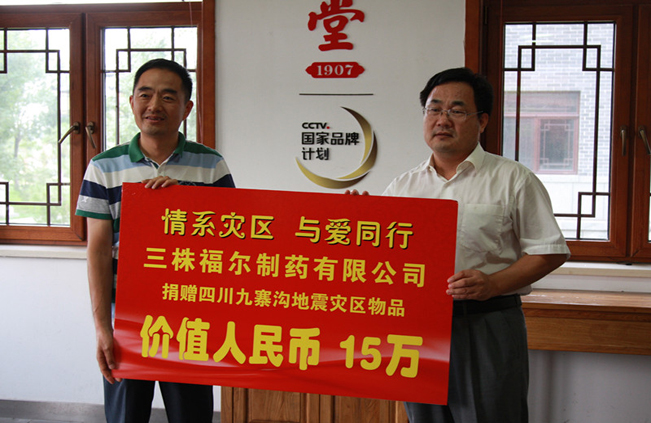 堂
1907
CCTV
国家品牌
计划
情系灾区 与爱同行
三株福尔制药有限公司
捐赠四川九寨沟地震灾区物品
价值人民币 15万